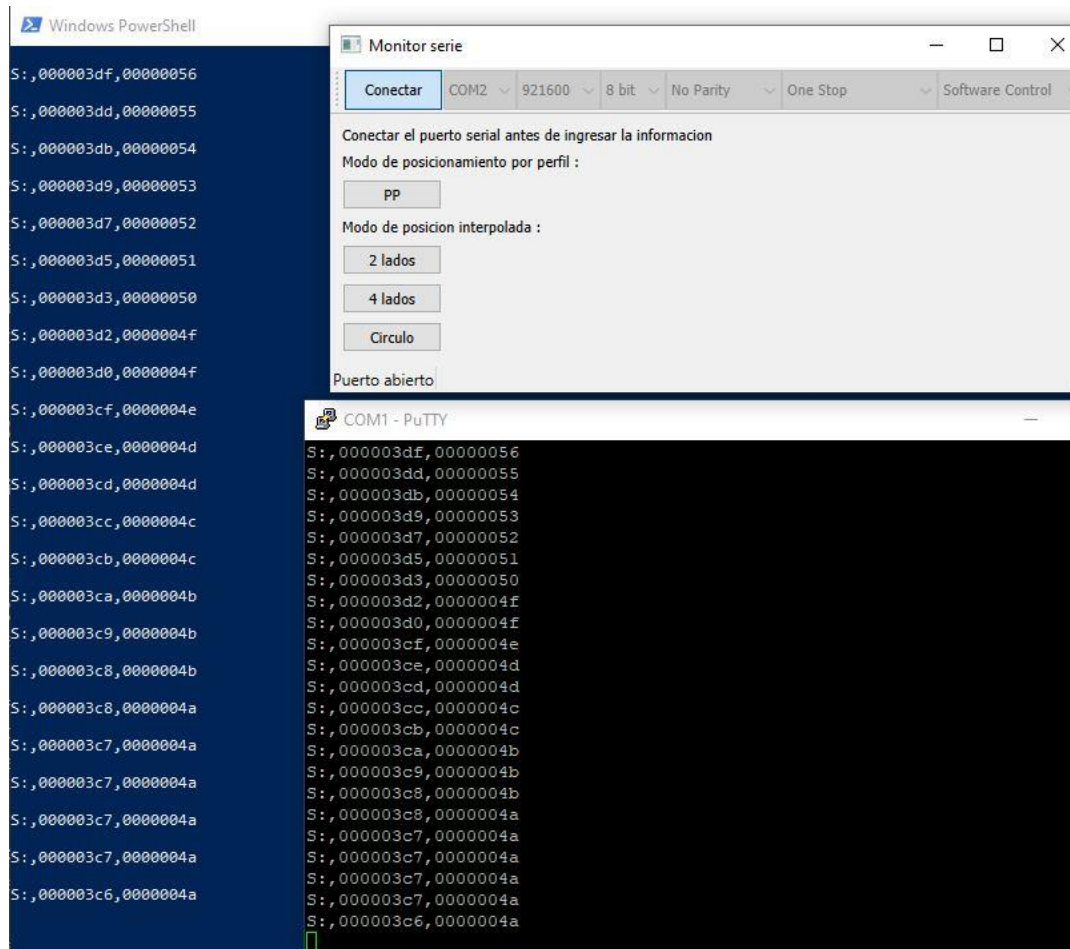 Windows PowerShell
S:,000003df,00000056
S:,000003dd,00000055
S:,000003db,00000054
S:,000003d9,00000053
S:,000003d7,00000052
S:,000003d5,00000051
S:,000003d3,00000050
S:,000003d2,0000004f
S:,000003d0,0000004f
S:,000003cf,0000004e
S:,000003ce,0000004d
S:,000003cd,0000004d
S:,000003cc,0000004c
S:,000003cb,0000004c
S:,000003ca,0000004b
S:,000003c9,0000004b
S:,000003c8,0000004b
S:,000003c8,0000004a
S:,000003c7,0000004a
S:,000003c7,0000004a
S:,000003c7,0000004a
S:,000003c7,0000004a
S:,000003c6,0000004a
Monitor serie
Conectar COM2 921600 8 bit No Parity One Stop Software Control
Conectar el puerto serial antes de ingresar la informacion
Modo de posicionamiento por perfil :
PP
Modo de posicion interpolada :
2 lados
4 lados
Circulo
Puerto abierto
COM1 - PuTTY
S:,000003df,00000056
S:,000003dd,00000055
S:,000003db,00000054
S:,000003d9,00000053
S:,000003d7,00000052
S:,000003d5,00000051
S:,000003d3,00000050
S:,000003d2,0000004f
S:,000003d0,0000004f
S:,000003cf,0000004e
S:,000003ce,0000004d
S:,000003cd,0000004d
S:,000003cc,0000004c
S:,000003cb,0000004c
S:,000003ca,0000004b
S:,000003c9,0000004b
S:,000003c8,0000004b
S:,000003c8,0000004a
S:,000003c7,0000004a
S:,000003c7,0000004a
S:,000003c7,0000004a
S:,000003c7,0000004a
S:,000003c6,0000004a